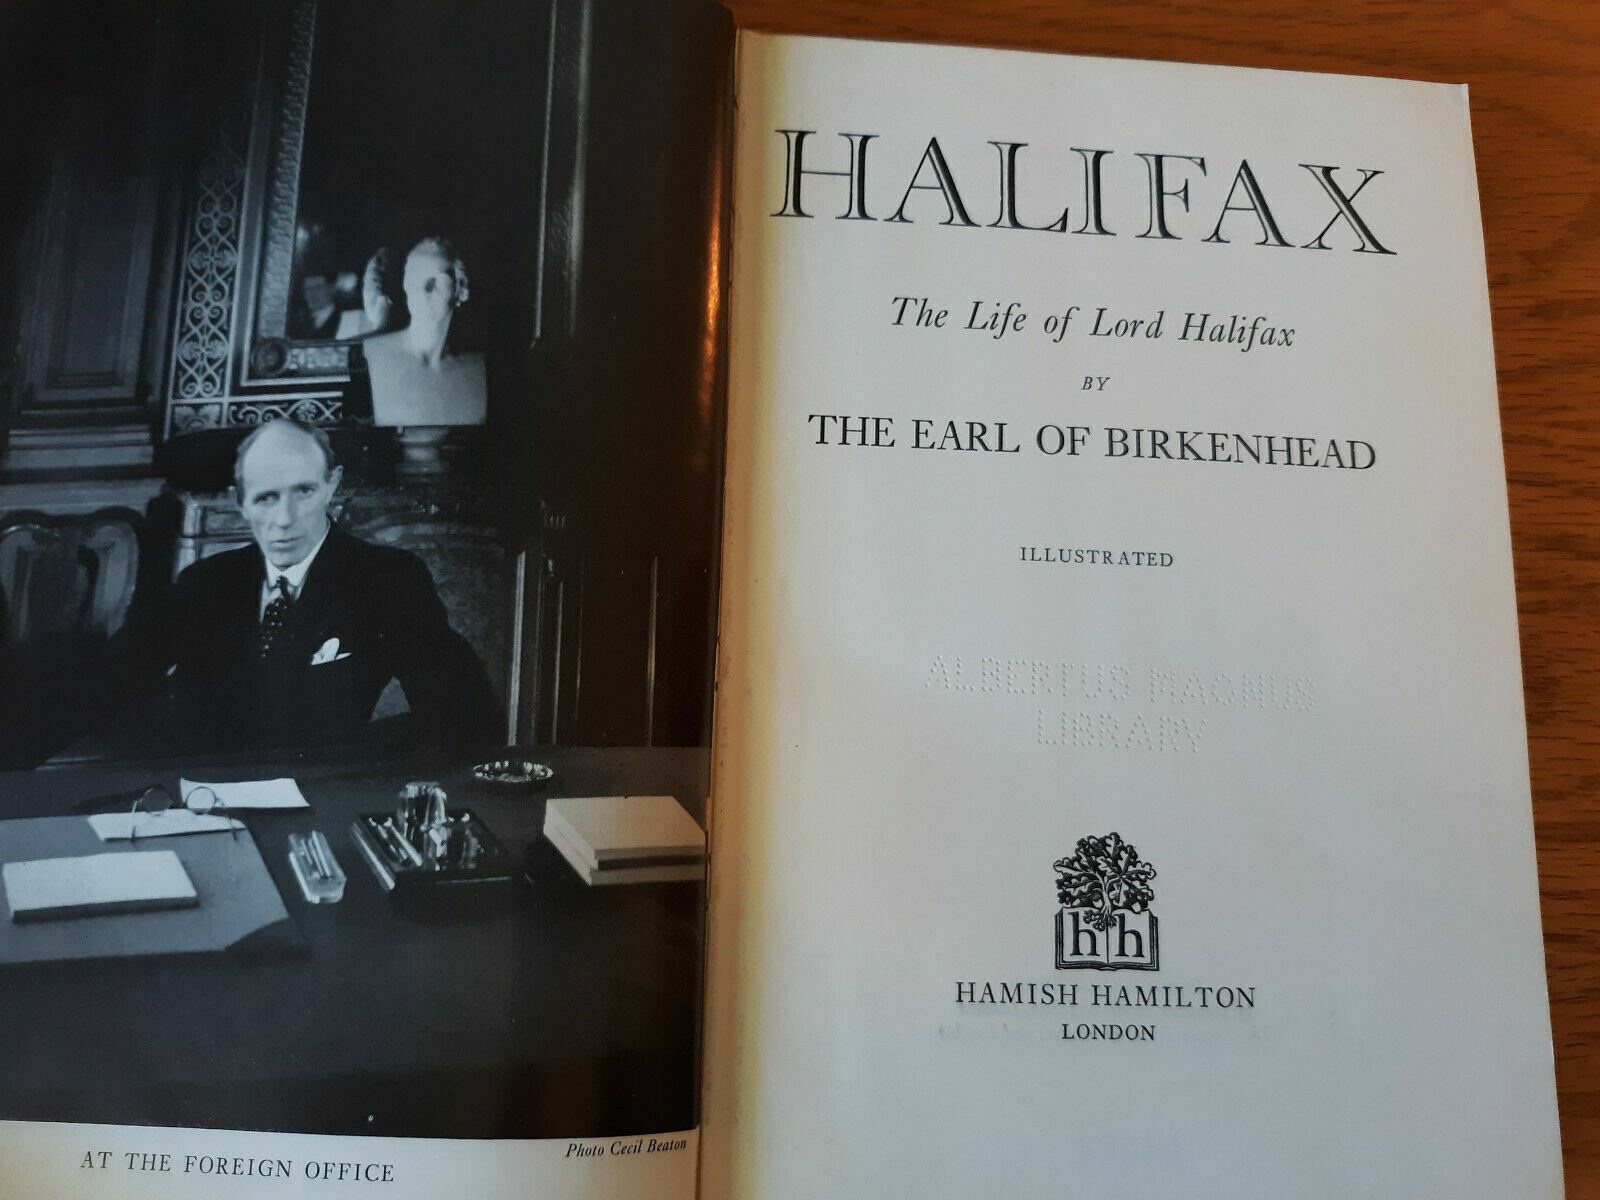 AT THE FOREIGN OFFICE
Photo Cecil Beaton
HALIFAX
The Life of Lord Halifax
BY
THE EARL OF BIRKENHEAD
ILLUSTRATED
ALBERTUS MAGNUS
LIBRARY
h h
HAMISH HAMILTON
LONDON